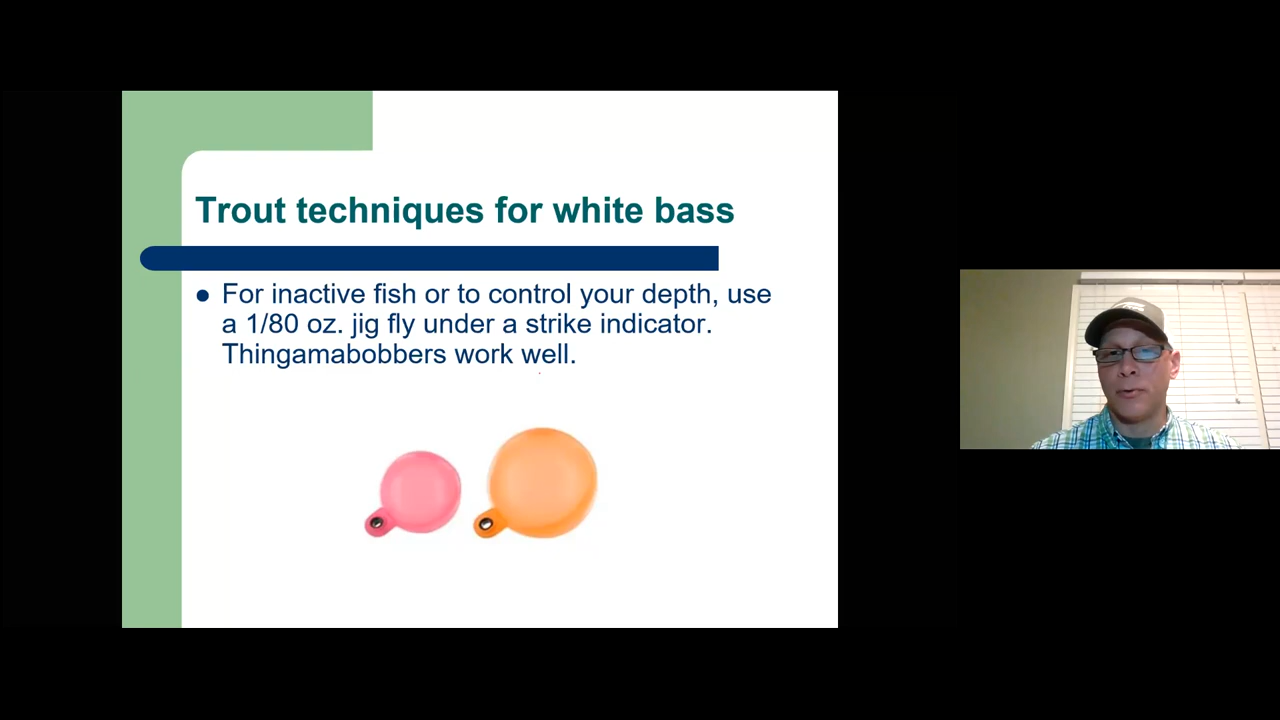 Trout techniques for white bass
● For inactive fish or to control your depth, use
a 1/80 oz. jig fly under a strike indicator.
Thingamabobbers work well.